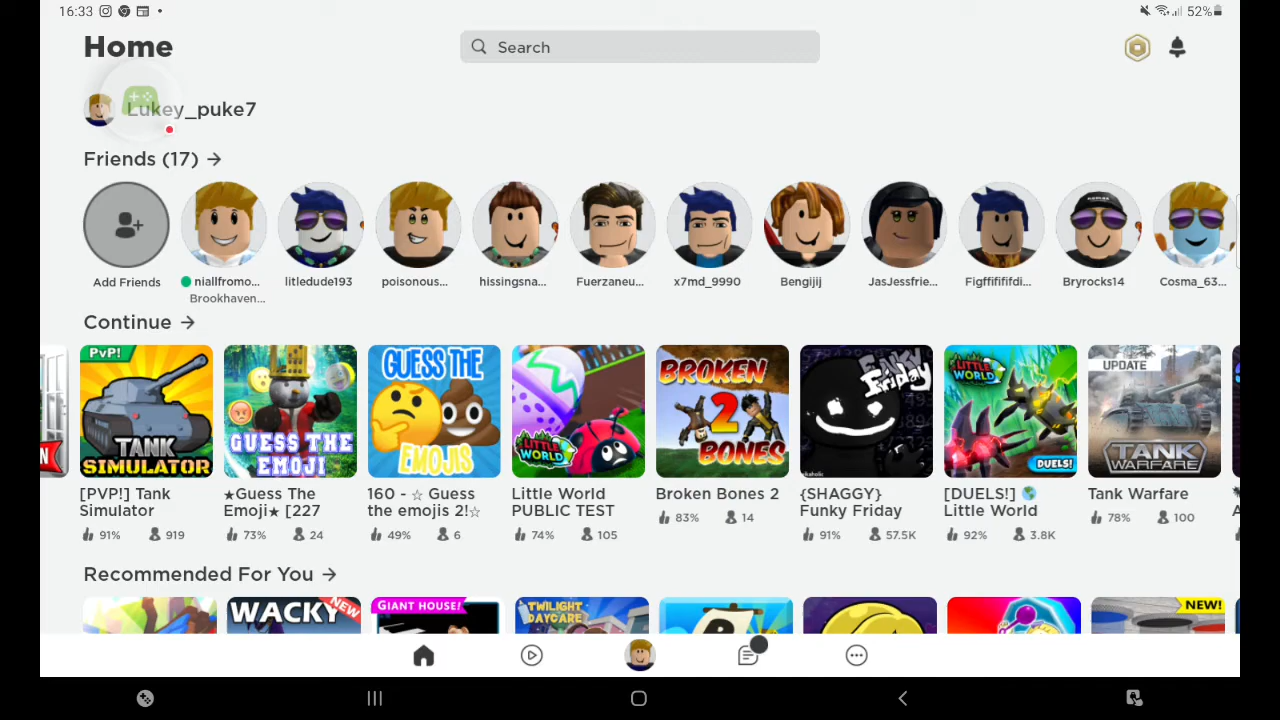 16:33
52%
Home
Search
Lukey_puke7
Friends (17) →
Add Friends
niallfromo...
Brookhaven...
litledude193
poisonous...
hissingsna...
Fuerzaneu...
x7md_9990
Bengijij
JasJessfrie...
Figffifififdi...
Bryrocks14
Cosma_63...
Continue →
N
PvP!
TANK
SIMULATOR
GUESS THE
EMOJI
GUESS THE
EMOJIS
LITTLE
WORLD
BROKEN
2
BONES
Funky
Friday
LITTLE
WORLD
DUELS!
UPDATE
TANK
WARFARE
[PVP!] Tank
Simulator
91% 919
★Guess The
Emoji★ [227
73% 24
160 - ☆ Guess
the emojis 2!☆
49% 6
Little World
PUBLIC TEST
74% 105
Broken Bones 2
83% 14
{SHAGGY}
Funky Friday
91% 57.5K
[DUELS!] 🌎
Little World
92% 3.8K
Tank Warfare
78% 100
Recommended For You →
WACKY
NEW
GIANT HOUSE!
TWILIGHT
DAYCARE
NEW!